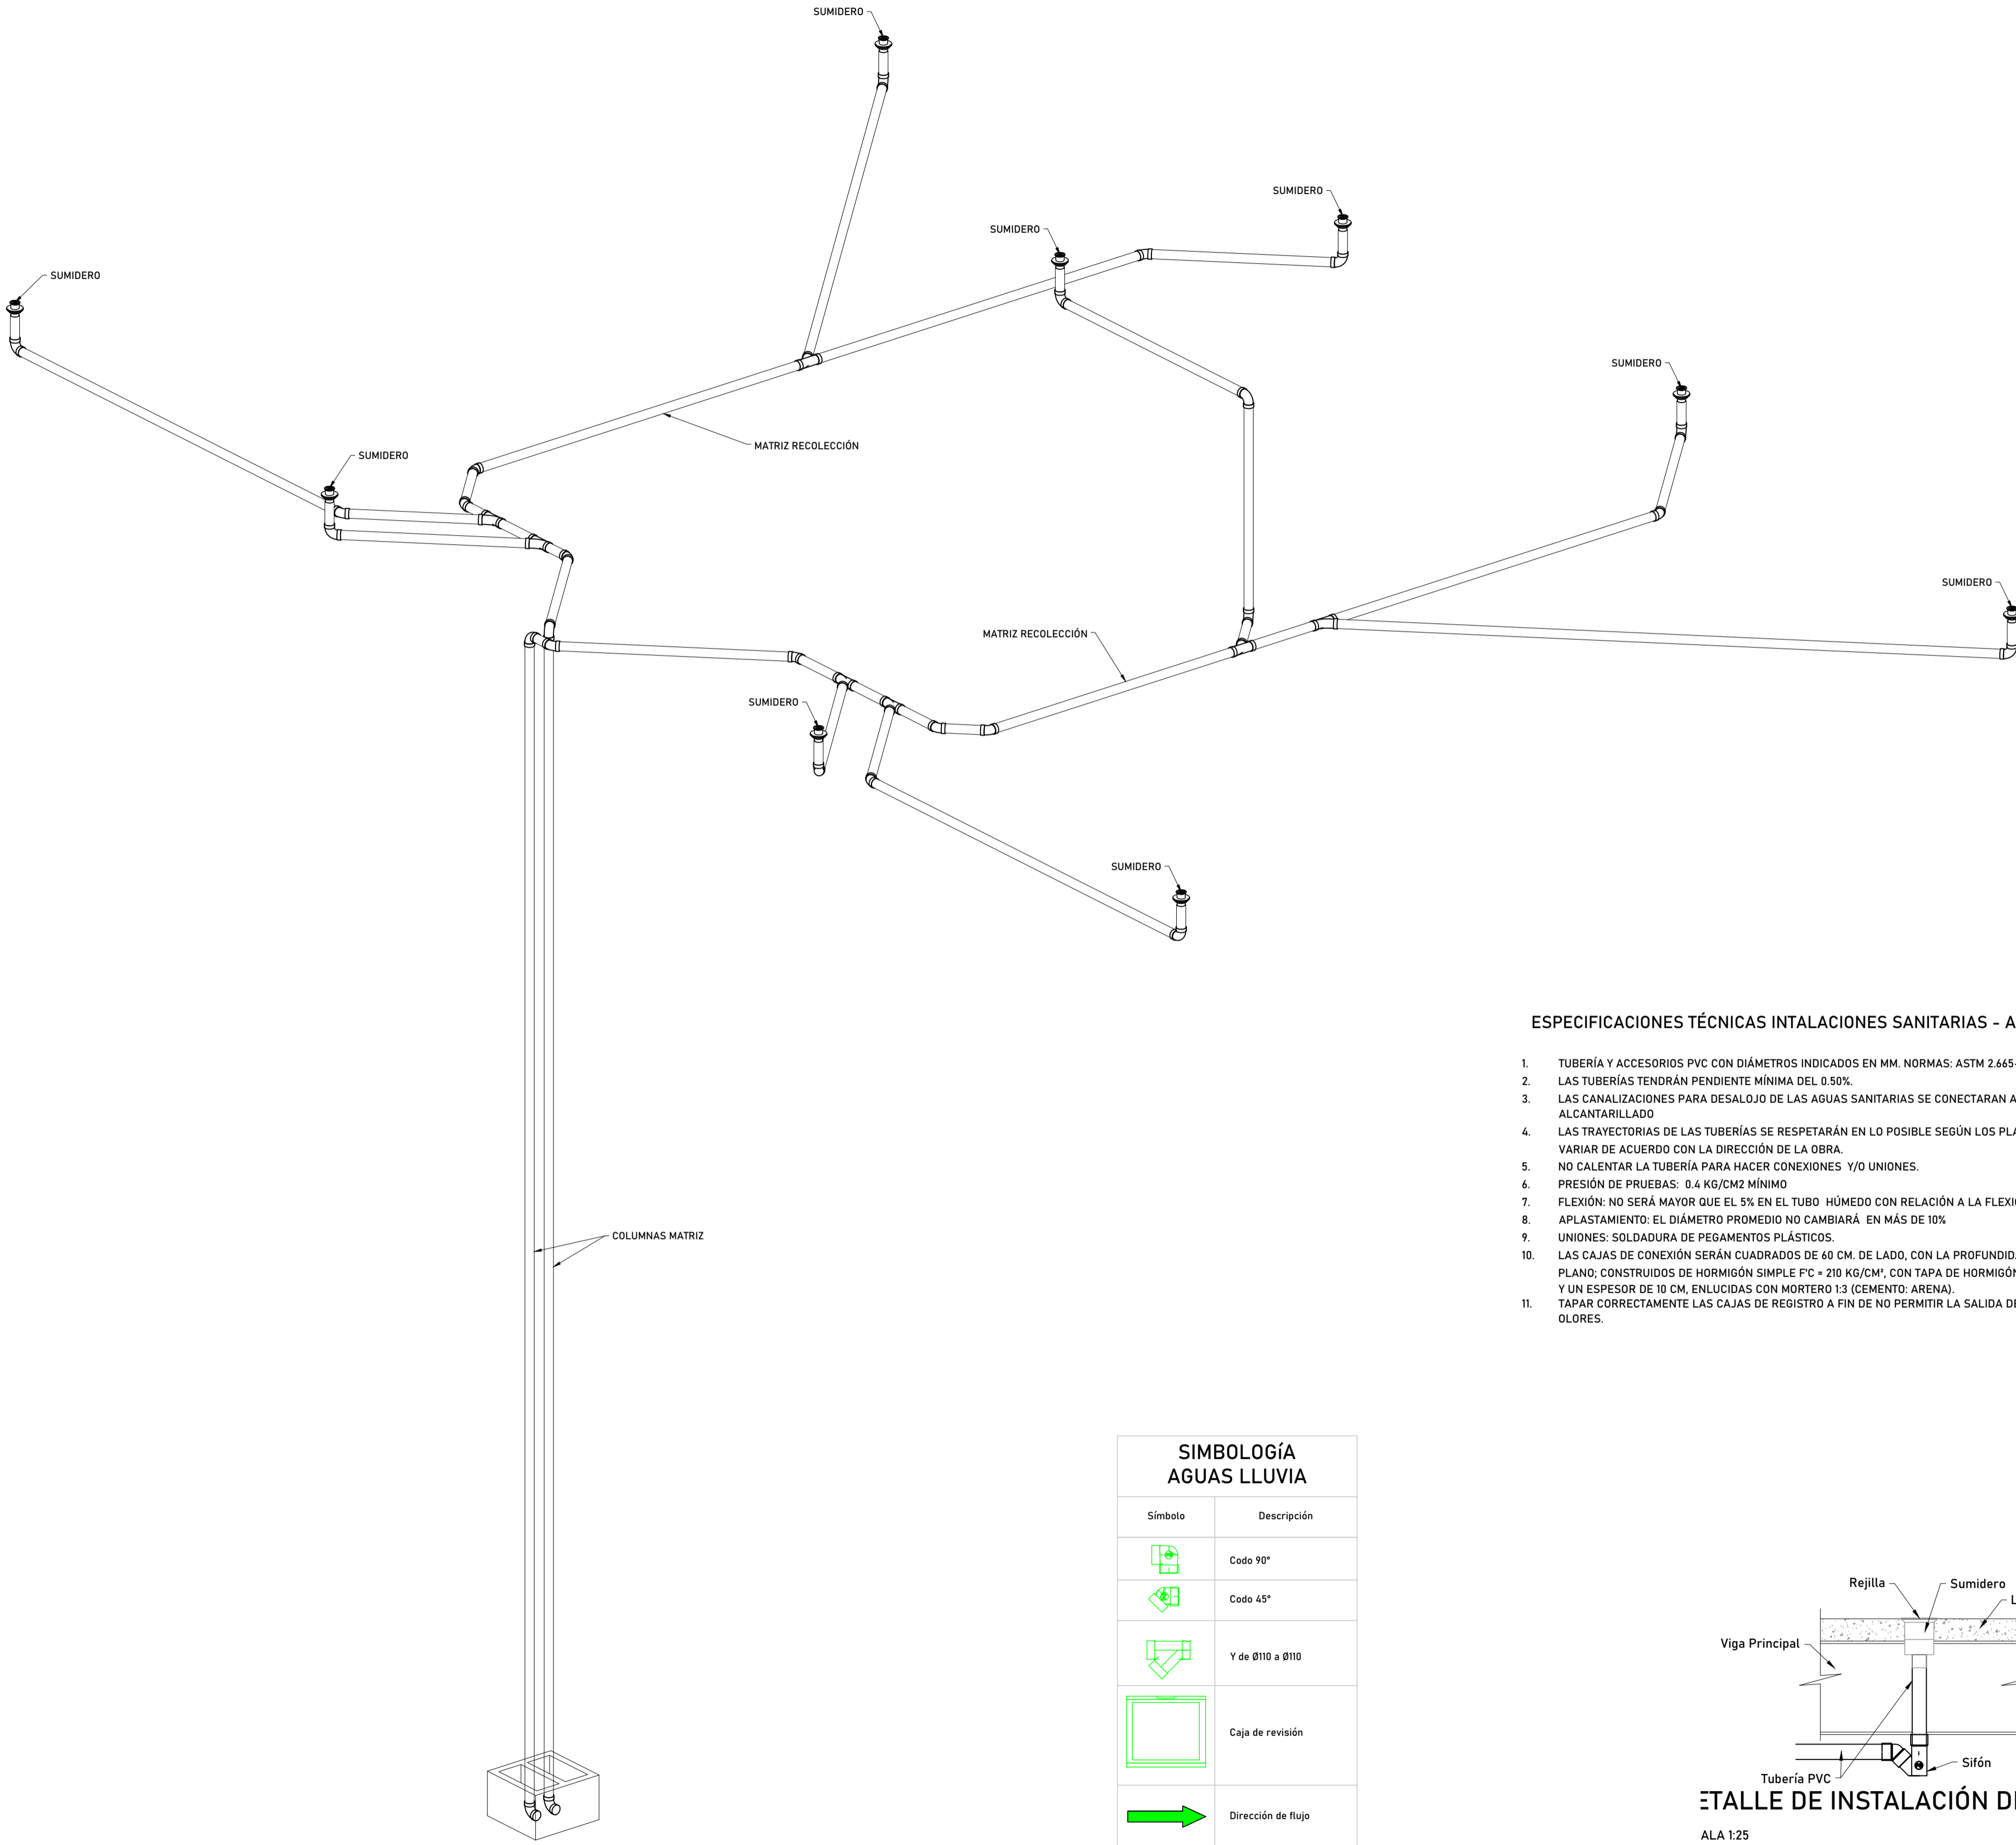 SUMIDERO
SUMIDERO
SUMIDERO
SUMIDERO
SUMIDERO
MATRIZ RECOLECCIÓN
SUMIDERO
SUMIDERO
MATRIZ RECOLECCIÓN
SUMIDERO
SUMIDERO
COLUMNAS MATRIZ
ESPECIFICACIONES TÉCNICAS INTALACIONES SANITARIAS - A
1. TUBERÍA Y ACCESORIOS PVC CON DIÁMETROS INDICADOS EN MM. NORMAS: ASTM 2.665-
2. LAS TUBERÍAS TENDRÁN PENDIENTE MÍNIMA DEL 0.50%.
3. LAS CANALIZACIONES PARA DESALOJO DE LAS AGUAS SANITARIAS SE CONECTARAN A
ALCANTARILLADO
4. LAS TRAYECTORIAS DE LAS TUBERÍAS SE RESPETARÁN EN LO POSIBLE SEGÚN LOS PLÁ
VARIAR DE ACUERDO CON LA DIRECCIÓN DE LA OBRA.
5. NO CALENTAR LA TUBERÍA PARA HACER CONEXIONES Y/O UNIONES.
6. PRESIÓN DE PRUEBAS: 0.4 KG/CM2 MÍNIMO
7. FLEXIÓN: NO SERÁ MAYOR QUE EL 5% EN EL TUBO HÚMEDO CON RELACIÓN A LA FLEXIÓ
8. APLASTAMIENTO: EL DIÁMETRO PROMEDIO NO CAMBIARÁ EN MÁS DE 10%
9. UNIONES: SOLDADURA DE PEGAMENTOS PLÁSTICOS.
10. LAS CAJAS DE CONEXIÓN SERÁN CUADRADOS DE 60 CM. DE LADO, CON LA PROFUNDIDA
PLANO; CONSTRUIDOS DE HORMIGÓN SIMPLE F'C = 210 KG/CM², CON TAPA DE HORMIGÓN
Y UN ESPESOR DE 10 CM, ENLUCIDAS CON MORTERO 1:3 (CEMENTO: ARENA).
11. TAPAR CORRECTAMENTE LAS CAJAS DE REGISTRO A FIN DE NO PERMITIR LA SALIDA DE
OLORES.
SIMBOLOGíA
AGUAS LLUVIA
Símbolo Descripción
Codo 90°
Codo 45°
Y de Ø110 a Ø110
Caja de revisión
Dirección de flujo
Rejilla
Sumidero
L
Viga Principal
Sifón
Tubería PVC
ETALLE DE INSTALACIÓN D
ALA 1:25